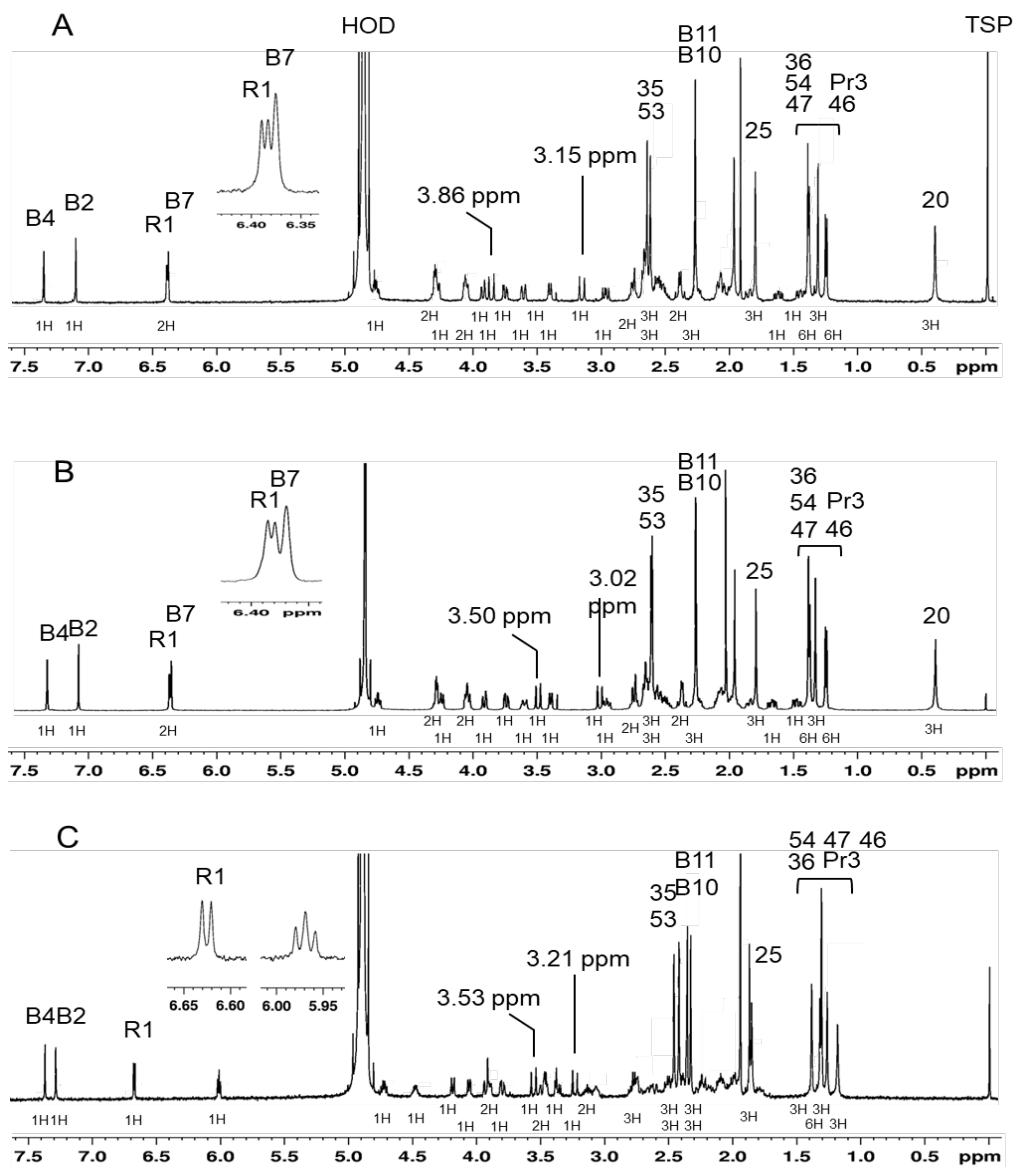 A
HOD
TSP
B11
B10
B7
R1
35
53
36
54
47
Pr3
46
25
3.15 ppm
3.86 ppm
B4
B2
B7
R1
20
6.40 6.35
1H 1H 2H 1H 2H 1H 1H 1H 1H 3H 2H 3H 1H 3H 3H
1H 2H 1H 1H 1H 1H 2H 3H 3H 1H 6H 6H
7.5 7.0 6.5 6.0 5.5 5.0 4.5 4.0 3.5 3.0 2.5 2.0 1.5 1.0 0.5 ppm
B
B11
B10
B7
R1
35
53
36
54
47
Pr3
46
25
3.02
ppm
3.50 ppm
B4 B2
B7
R1
20
6.40 ppm
1H 1H 2H 1H 2H 2H 1H 1H 1H 3H 2H 3H 1H 3H 3H
1H 1H 1H 1H 1H 2H 3H 3H 1H 6H 6H
7.5 7.0 6.5 6.0 5.5 5.0 4.5 4.0 3.5 3.0 2.5 2.0 1.5 1.0 0.5 ppm
C
54 47 46
36 Pr3
B11
B10
35
53
R1
25
3.21 ppm
3.53 ppm
B4B2
R1
6.65 6.60 6.00 5.95
1H 1H 1H 1H 1H 1H 1H 2H 1H 1H 2H 3H 3H 3H 3H 3H 3H
1H 1H 2H 1H 3H 3H 6H 3H
7.5 7.0 6.5 6.0 5.5 5.0 4.5 4.0 3.5 3.0 2.5 2.0 1.5 1.0 0.5 ppm